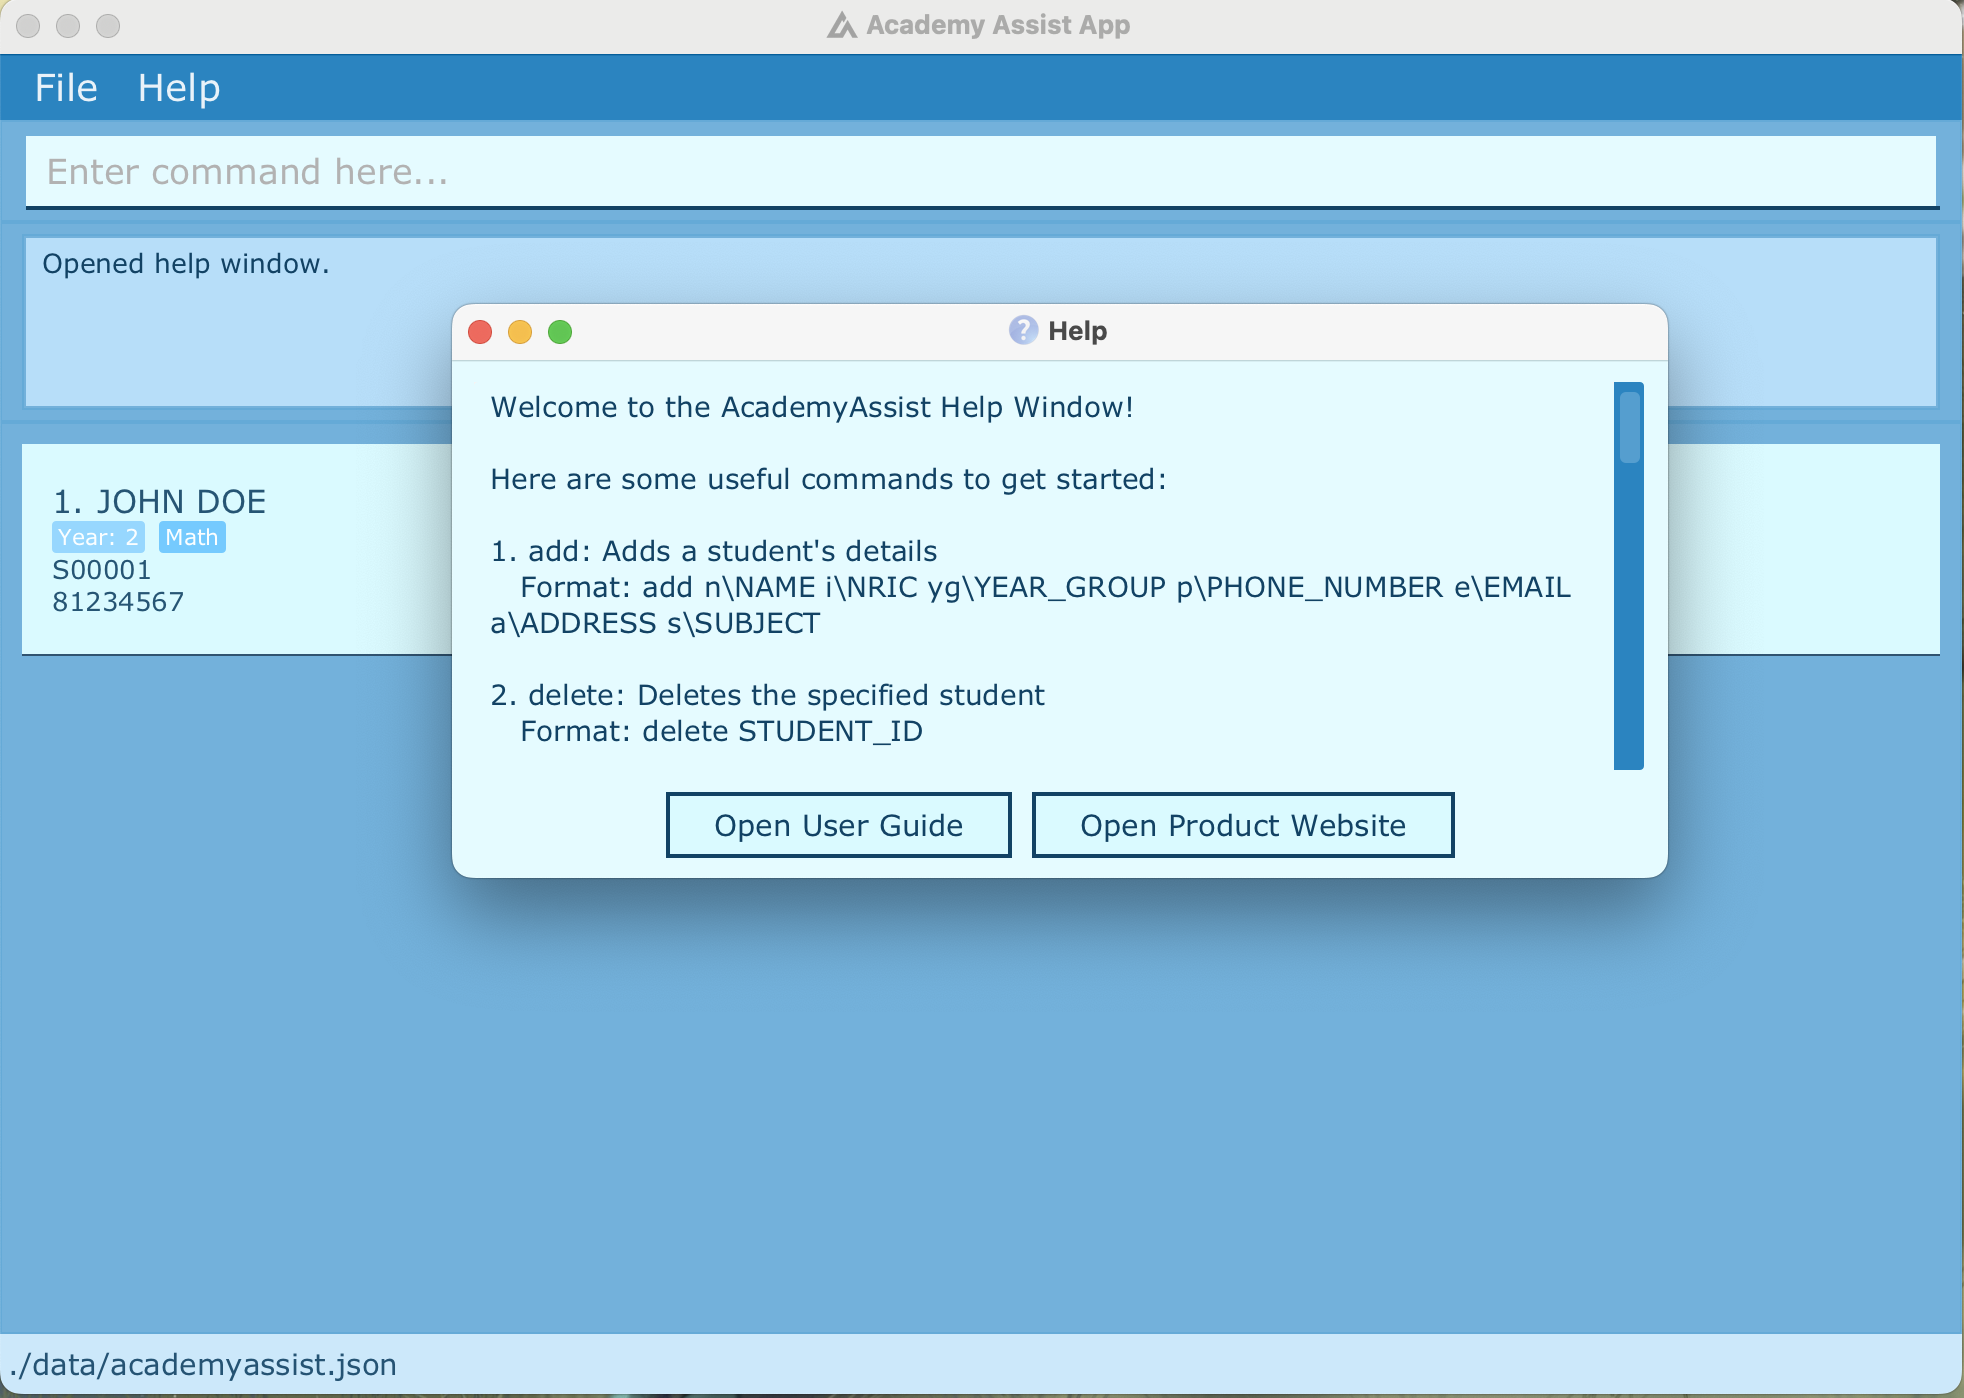 Academy Assist App
File Help
Enter command here...
Opened help window.
Help
Welcome to the AcademyAssist Help Window!
Here are some useful commands to get started:
1. add: Adds a student's details
Format: add n\NAME i\NRIC yg\YEAR_GROUP p\PHONE_NUMBER e\EMAIL
a\ADDRESS s\SUBJECT
2. delete: Deletes the specified student
Format: delete STUDENT_ID
Open User Guide
Open Product Website
1. JOHN DOE
Year: 2 Math
S00001
81234567
./data/academyassist.json